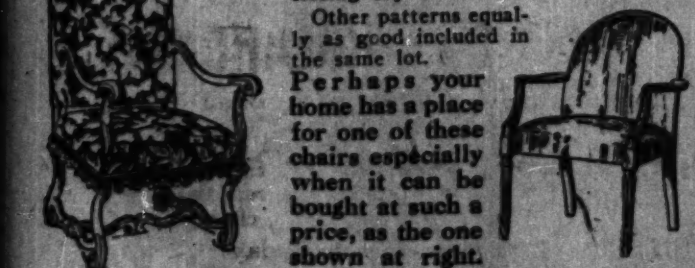 Other patterns equal-
ly as good included in
the same lot.
Perhaps your
home has a place
for one of these
chairs especially
when it can be
bought at such a
price, as the one
shown at right.